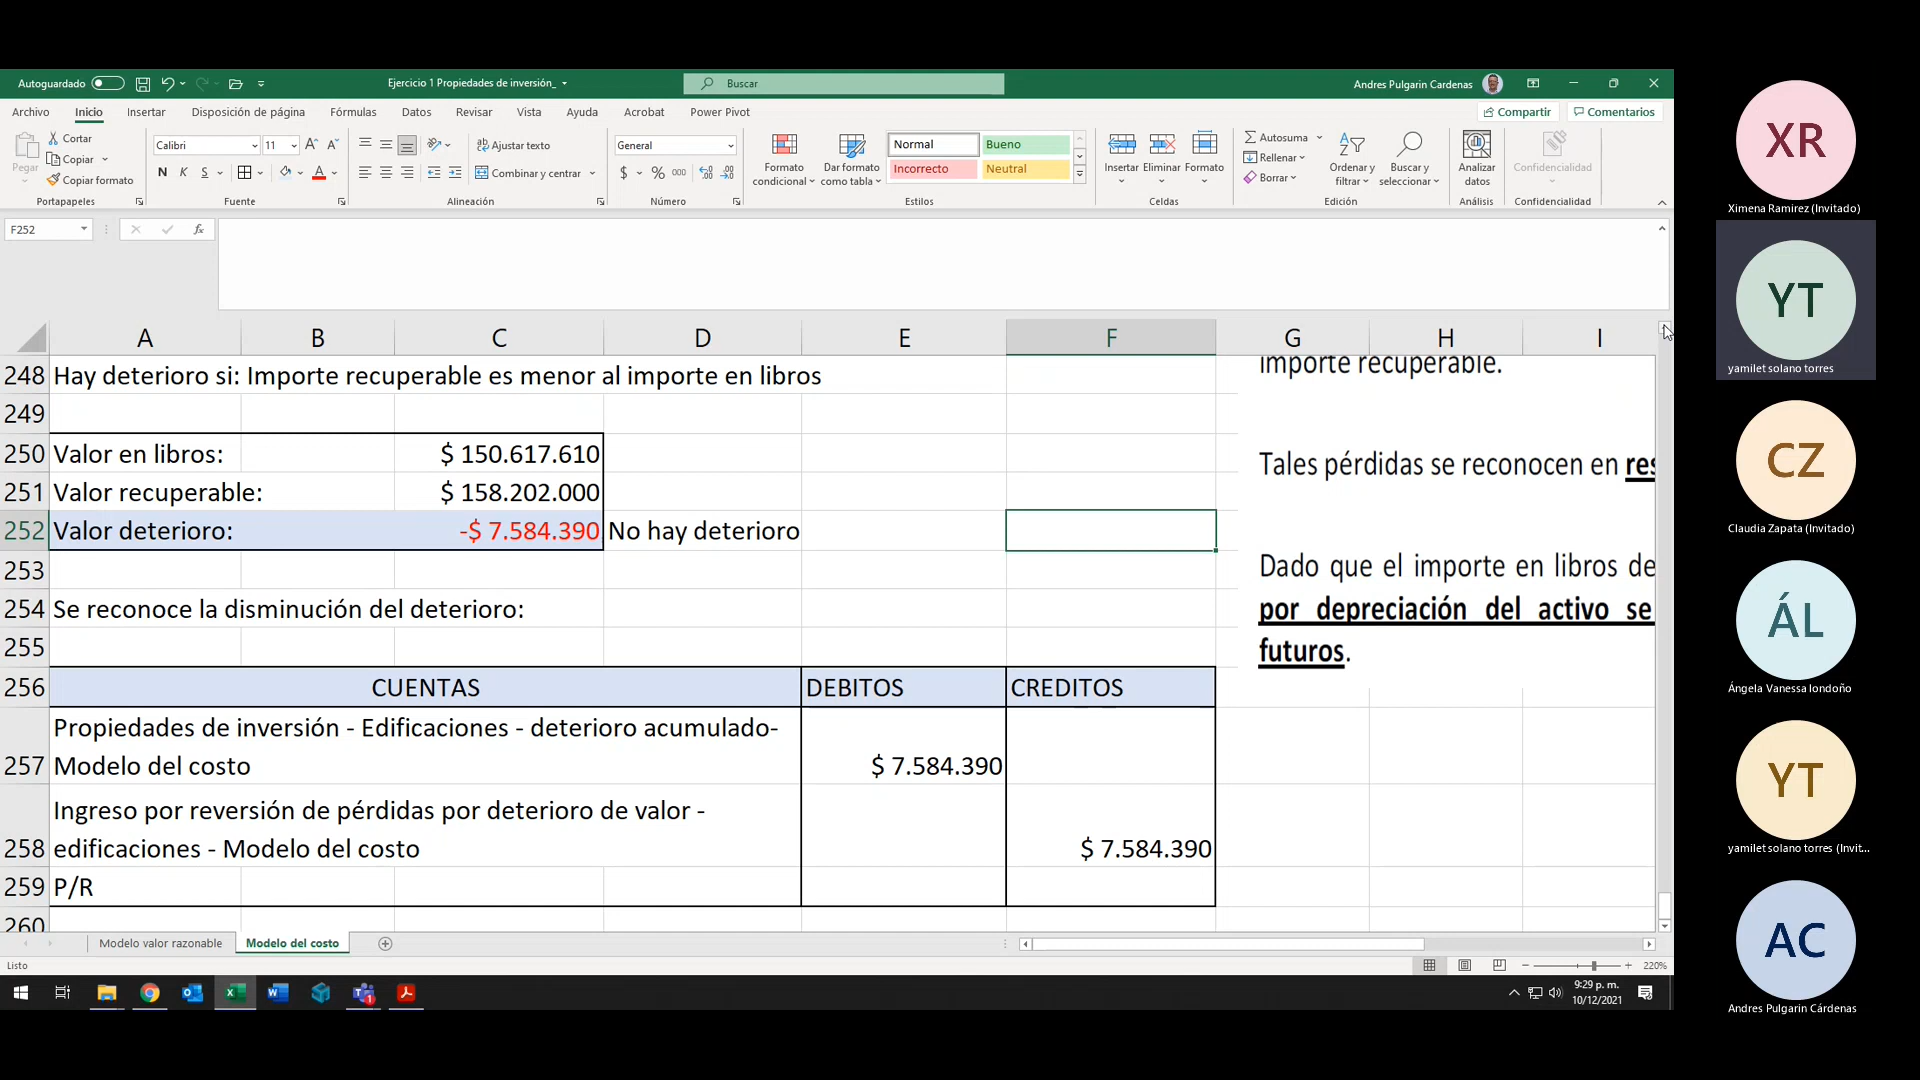 Autoguardado
Ejercicio 1 Propiedades de inversión_
Buscar
Andres Pulgarin Cardenas
Archivo Inicio Insertar Disposición de página Fórmulas Datos Revisar Vista Ayuda Acrobat Power Pivot
Compartir Comentarios
Pegar
Cortar
Copiar
Copiar formato
Portapapeles
Calibri 11
N K S
Fuente
Ajustar texto
Combinar y centrar
Alineación
General
$ % 000
Número
Formato condicional
Dar formato como tabla
Normal Bueno
Incorrecto Neutral
Estilos
Insertar Eliminar Formato
Celdas
Autosuma
Rellenar
Borrar
Ordenar y filtrar
Buscar y seleccionar
Edición
Analizar datos
Análisis
Confidencialidad
Confidencialidad
F252
fx
A B C D E F G H I
248 Hay deterioro si: Importe recuperable es menor al importe en libros
importe recuperable.
249
250 Valor en libros: $ 150.617.610
251 Valor recuperable: $ 158.202.000
Tales pérdidas se reconocen en res
252 Valor deterioro: -$ 7.584.390 No hay deterioro
253
Dado que el importe en libros de
254 Se reconoce la disminución del deterioro:
por depreciación del activo se
255
futuros.
256 CUENTAS DEBITOS CREDITOS
Propiedades de inversión - Edificaciones - deterioro acumulado-
257 Modelo del costo $ 7.584.390
Ingreso por reversión de pérdidas por deterioro de valor -
258 edificaciones - Modelo del costo $ 7.584.390
259 P/R
260
Modelo valor razonable Modelo del costo
Listo
220%
9:29 p. m.
10/12/2021
XR
Ximena Ramirez (Invitado)
YT
yamilet solano torres
CZ
Claudia Zapata (Invitado)
ÁL
Ángela Vanessa londoño
YT
yamilet solano torres (Invit...
AC
Andres Pulgarin Cárdenas